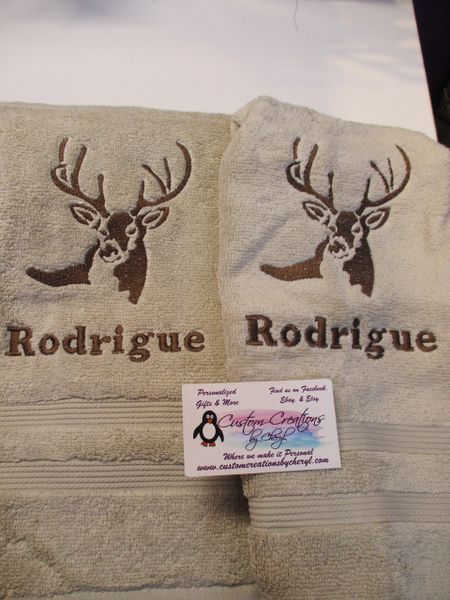 Rodrigue
Rodrigue
Personalized
Gifts & More
Find us on Facebook,
Ebay, & Etsy
Custom Creations
by Cheryl
Where we make it Personal
www.customcreationsbycheryl.com